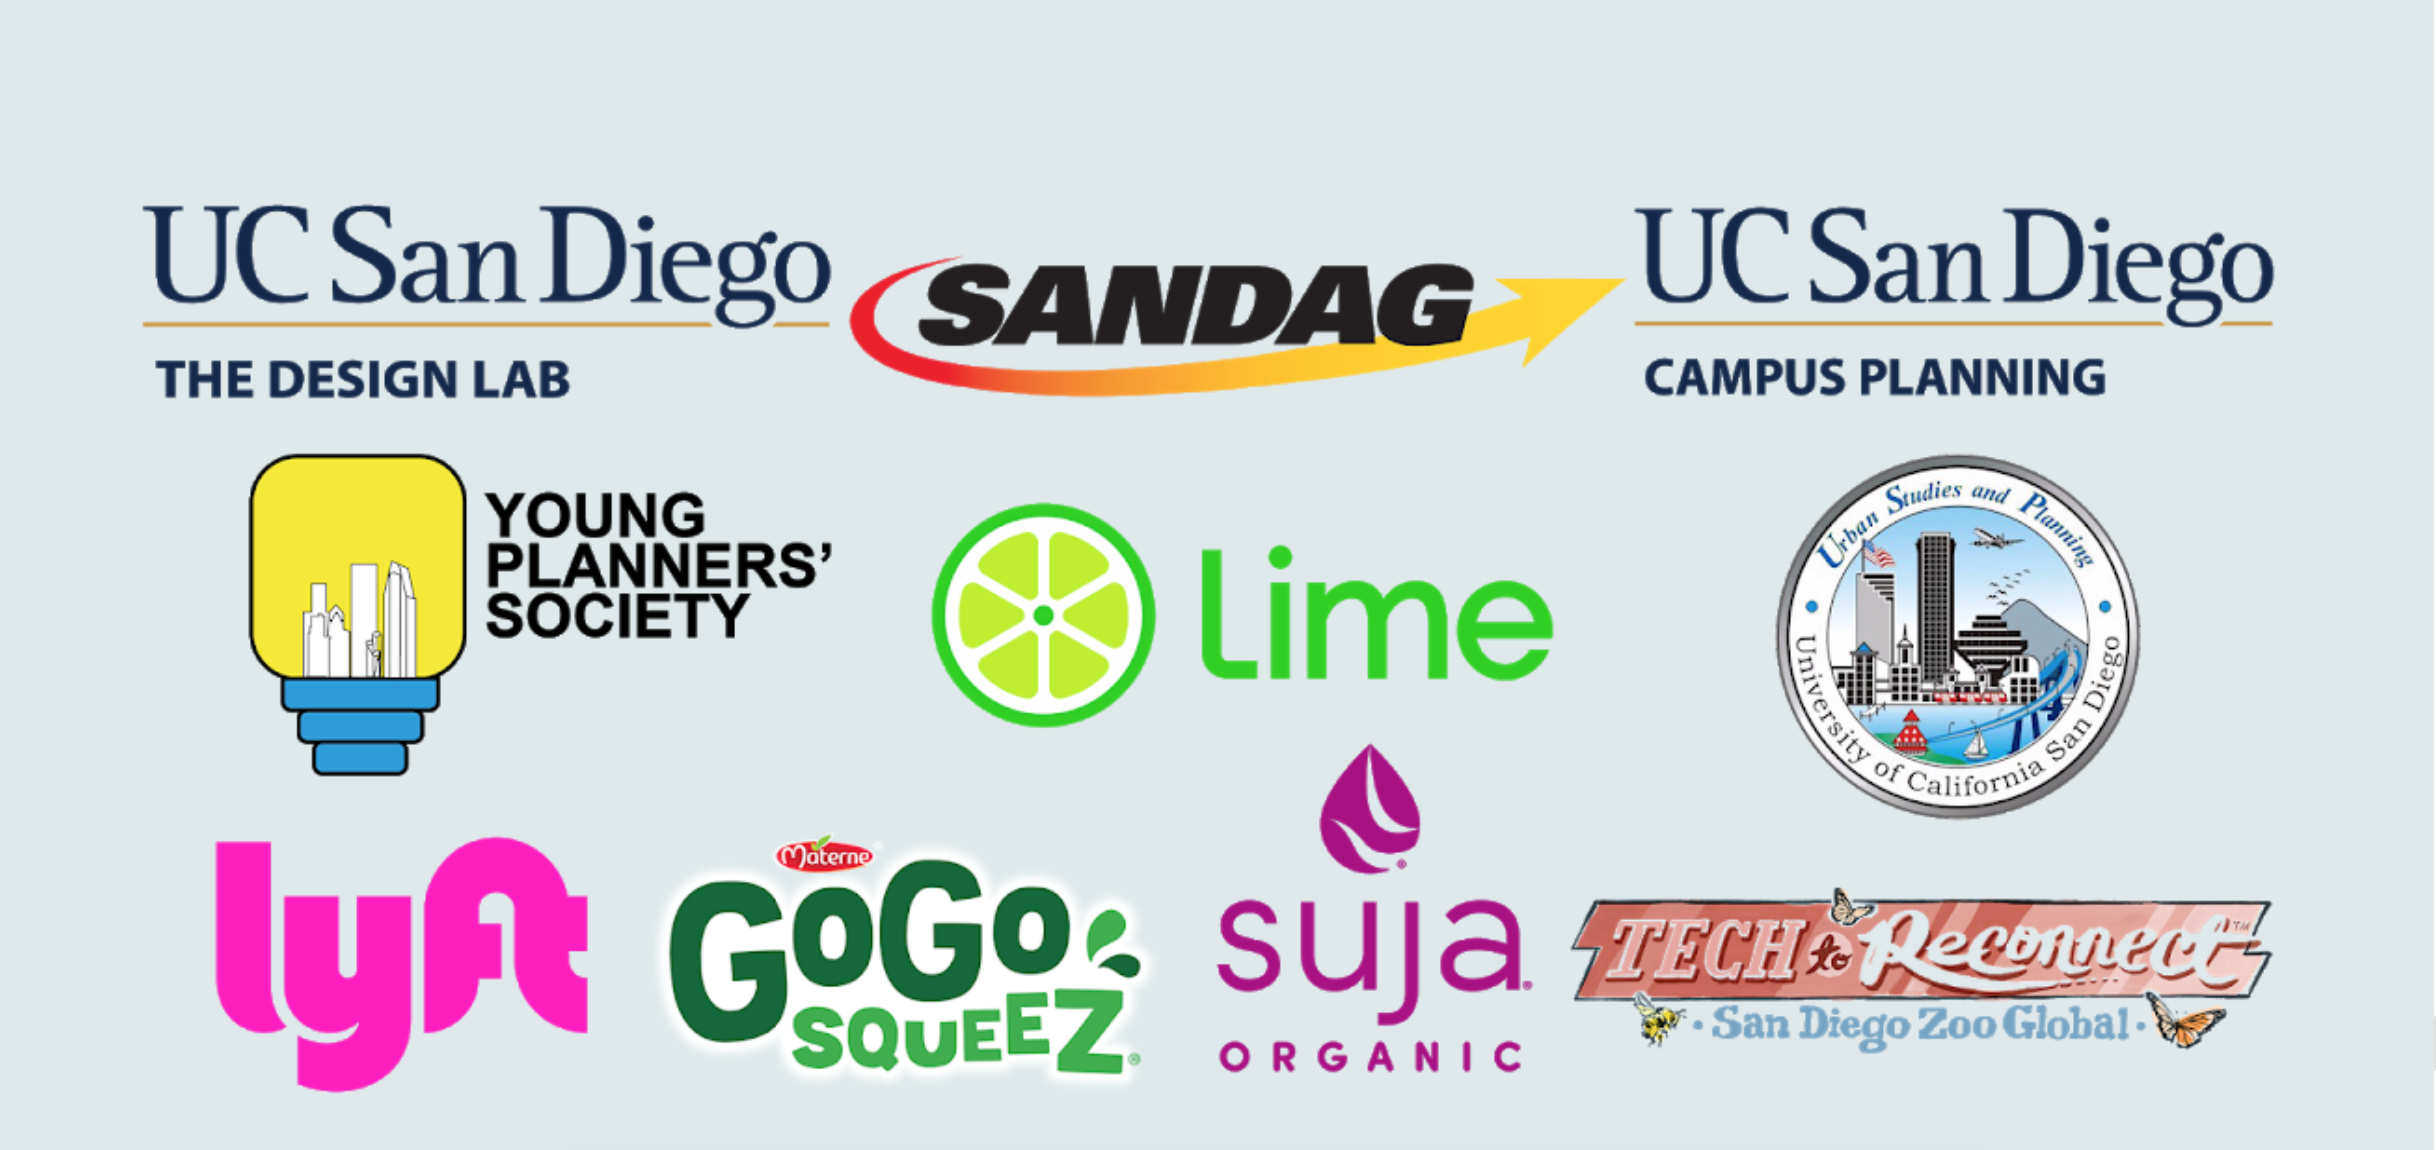 UC San Diego
THE DESIGN LAB
SANDAG
UC San Diego
CAMPUS PLANNING
YOUNG
PLANNERS’
SOCIETY
Lime
Urban Studies and Planning
University of California San Diego
lyft
Materne
GoGo
SQUEEZ®
suja®
ORGANIC
TECH to Reconnect™
• San Diego Zoo Global •